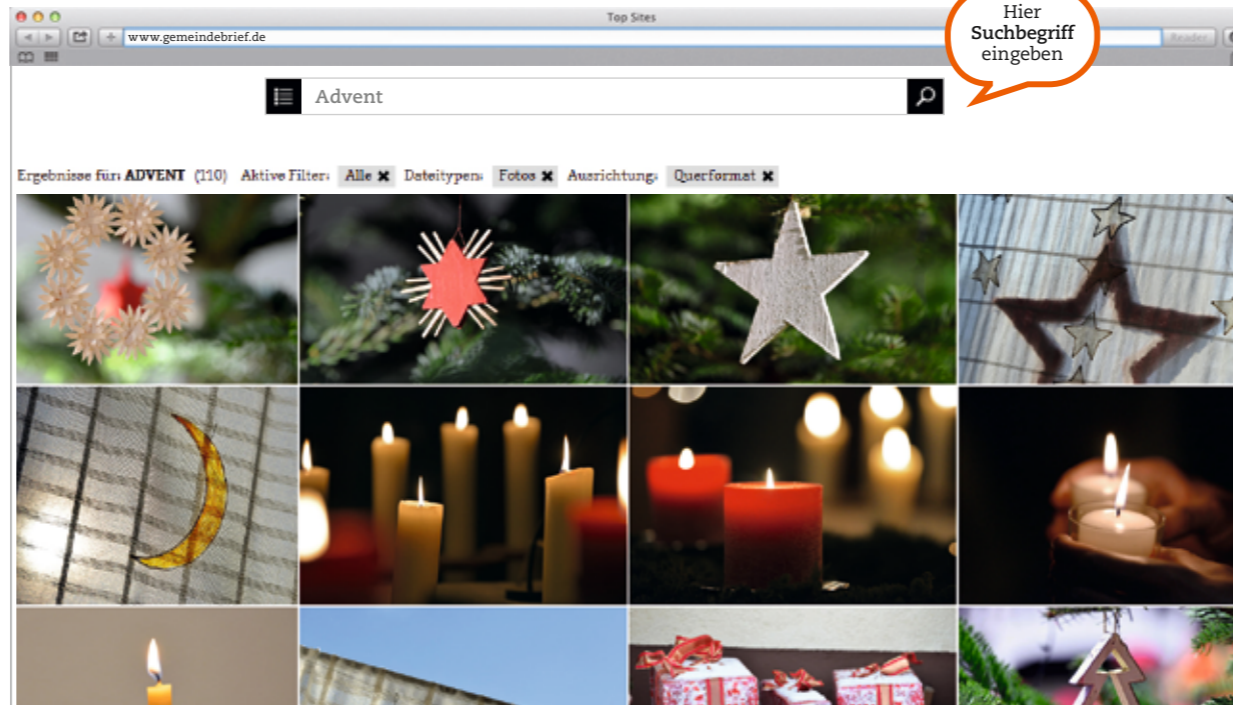 Top Sites
Hier
Suchbegriff
eingeben
www.gemeindebrief.de
Reader
Advent
Ergebnisse für: ADVENT (110) Aktive Filter: Alle ✖ Dateitypen: Fotos ✖ Ausrichtung: Querformat ✖